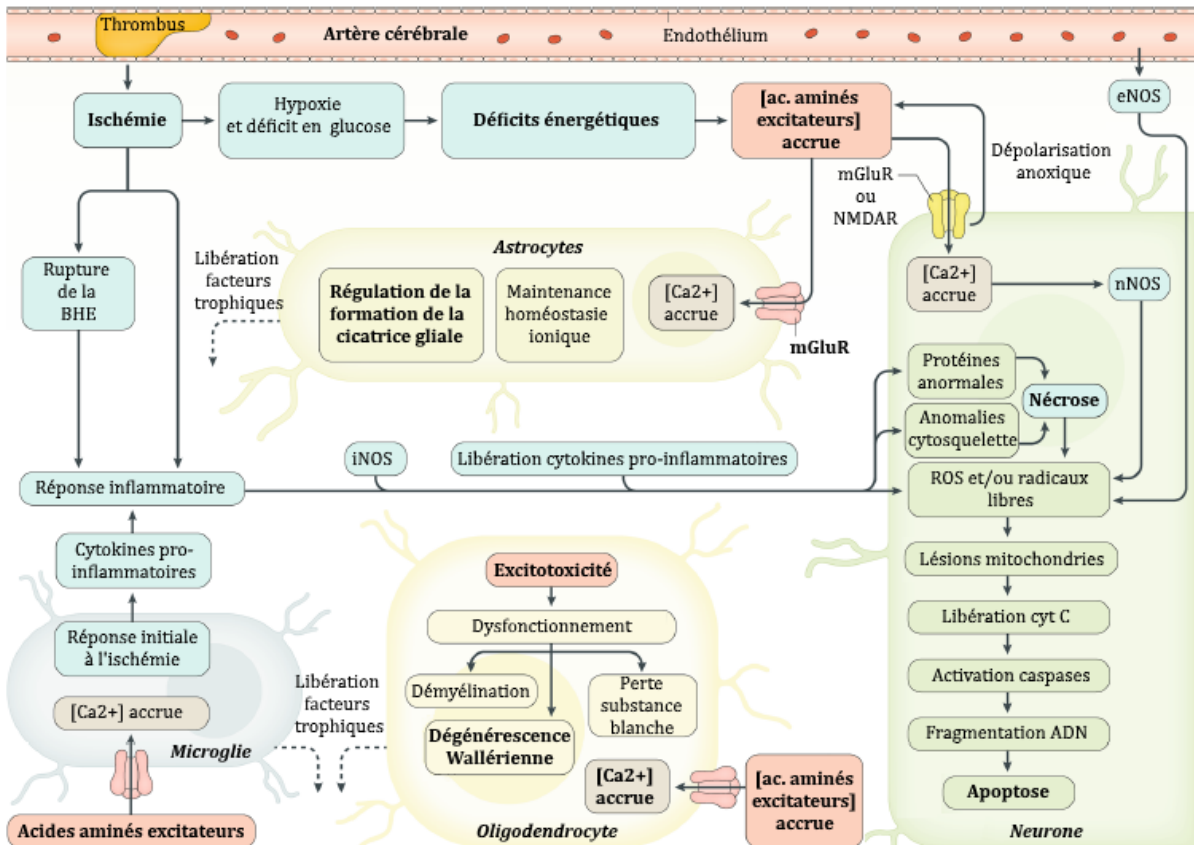 Thrombus
Artère cérébrale
Endothélium
Ischémie
Hypoxie
et déficit en glucose
Déficits énergétiques
[ac. aminés
excitateurs]
accrue
eNOS
Dépolarisation
anoxique
mGluR
ou
NMDAR
Astrocytes
Libération
facteurs
trophiques
Rupture
de la
BHE
Régulation de la
formation de la
cicatrice gliale
Maintenance
homéostasie
ionique
[Ca2+]
accrue
mGluR
[Ca2+]
accrue
nNOS
Protéines
anormales
Nécrose
Anomalies
cytosquelette
Réponse inflammatoire
iNOS
Libération cytokines pro-inflammatoires
ROS et/ou radicaux
libres
Cytokines pro-
inflammatoires
Réponse initiale
à l'ischémie
[Ca2+] accrue
Microglie
Acides aminés excitateurs
Libération
facteurs
trophiques
Excitotoxicité
Dysfonctionnement
Démyélination
Perte
substance
blanche
Dégénérescence
Wallérienne
[Ca2+]
accrue
[ac. aminés
excitateurs]
accrue
Oligodendrocyte
Lésions mitochondries
Libération cyt C
Activation caspases
Fragmentation ADN
Apoptose
Neurone